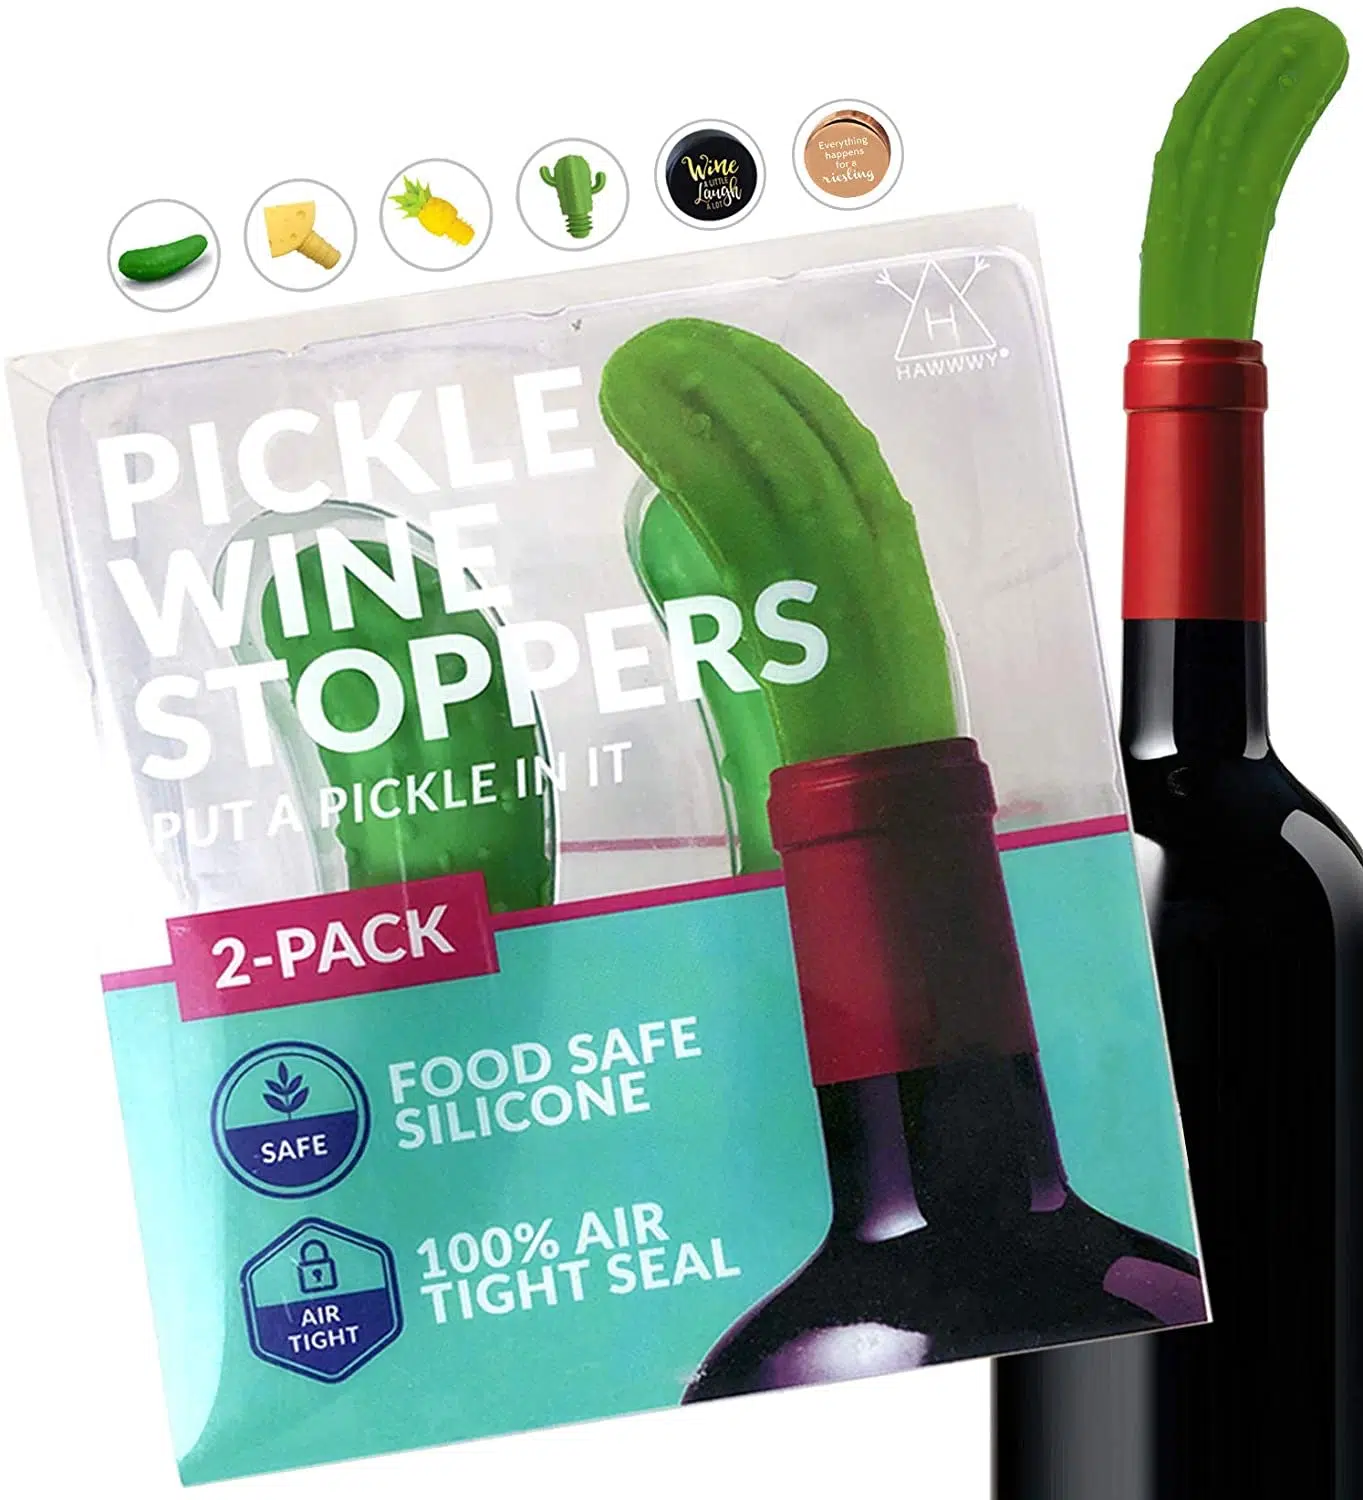 Wine
A LITTLE
Laugh
A LOT
Everything
happens
for a
riesling
H
HAWWWY®
PICKLE
WINE
STOPPERS
PUT A PICKLE IN IT
2-PACK
SAFE
FOOD SAFE
SILICONE
AIR
TIGHT
100% AIR
TIGHT SEAL